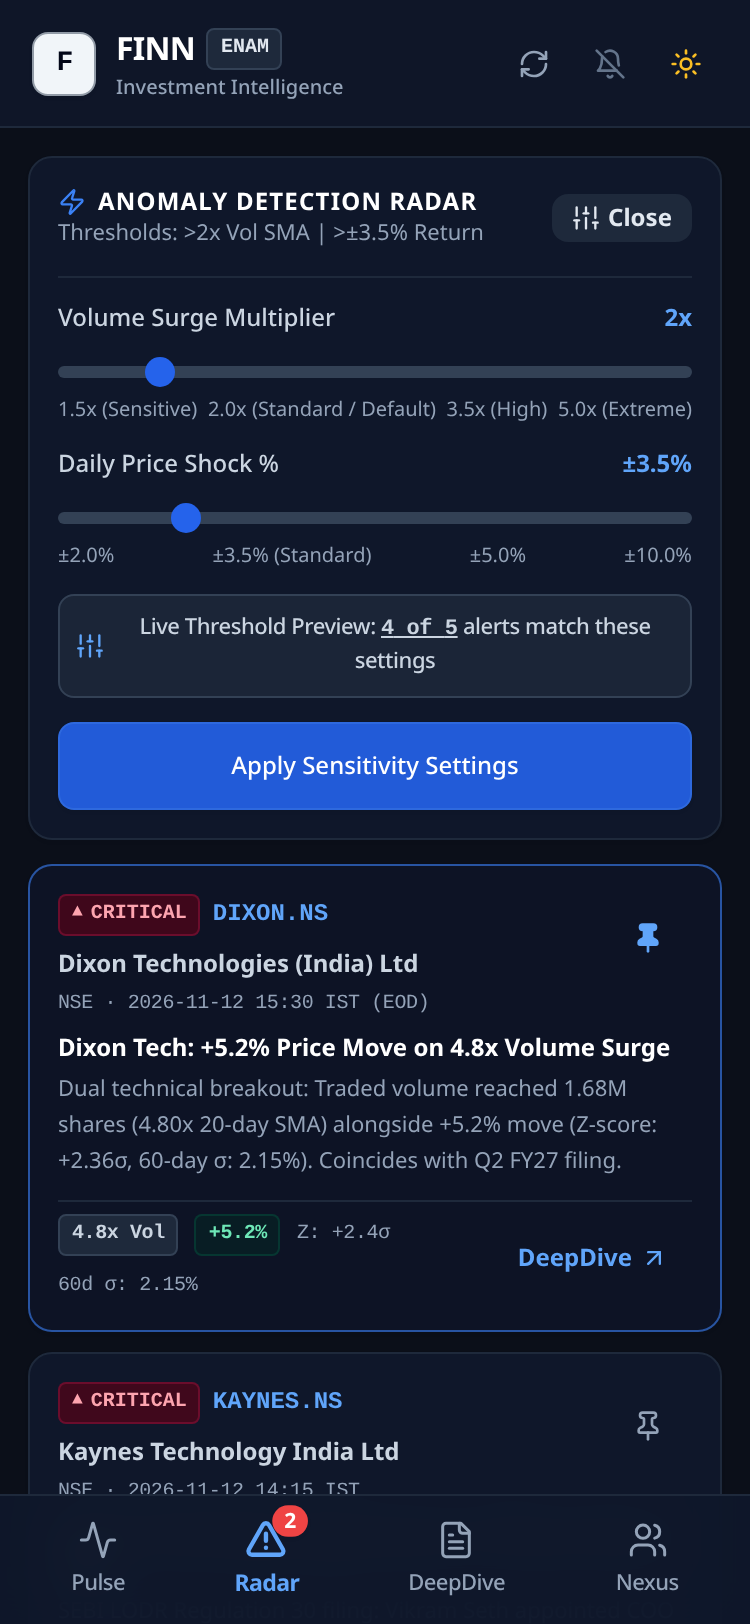 F
FINN ENAM
Investment Intelligence
ANOMALY DETECTION RADAR
Thresholds: >2x Vol SMA | >±3.5% Return
Close
Volume Surge Multiplier 2x
1.5x (Sensitive) 2.0x (Standard / Default) 3.5x (High) 5.0x (Extreme)
Daily Price Shock % ±3.5%
±2.0% ±3.5% (Standard) ±5.0% ±10.0%
Live Threshold Preview: 4 of 5 alerts match these
settings
Apply Sensitivity Settings
▲ CRITICAL DIXON.NS
Dixon Technologies (India) Ltd
NSE · 2026-11-12 15:30 IST (EOD)
Dixon Tech: +5.2% Price Move on 4.8x Volume Surge
Dual technical breakout: Traded volume reached 1.68M
shares (4.80x 20-day SMA) alongside +5.2% move (Z-score:
+2.36σ, 60-day σ: 2.15%). Coincides with Q2 FY27 filing.
4.8x Vol +5.2% Z: +2.4σ
60d σ: 2.15%
DeepDive
▲ CRITICAL KAYNES.NS
Kaynes Technology India Ltd
NSE · 2026-11-12 14:15 IST
2
Pulse Radar DeepDive Nexus